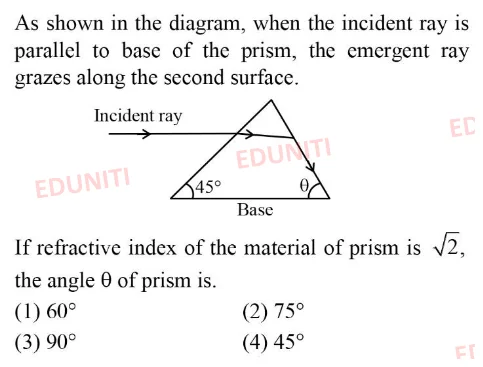 As shown in the diagram, when the incident ray is
parallel to base of the prism, the emergent ray
grazes along the second surface.
Incident ray
ED
EDUNITI
EDUNITI
45°
θ
Base
If refractive index of the material of prism is √2,
the angle θ of prism is.
(1) 60° (2) 75°
(3) 90° (4) 45°
ED